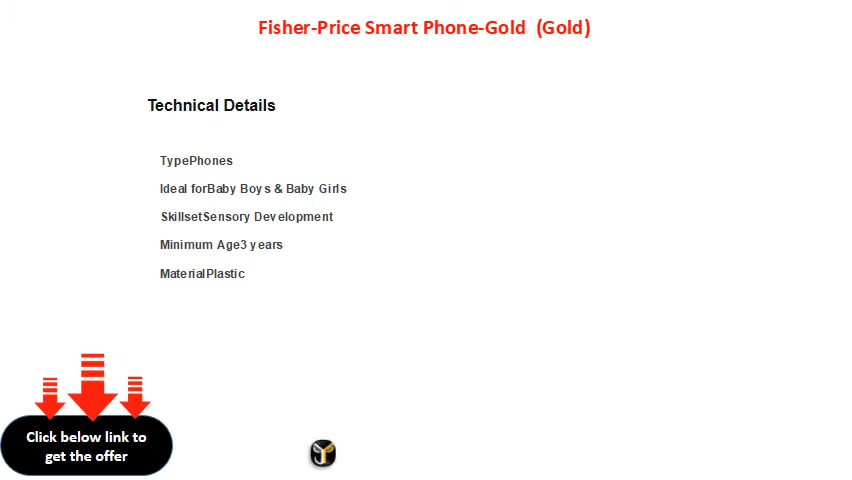 Fisher-Price Smart Phone-Gold (Gold)
Technical Details
TypePhones
Ideal forBaby Boys & Baby Girls
SkillsetSensory Development
Minimum Age3 years
MaterialPlastic
Click below link to
get the offer